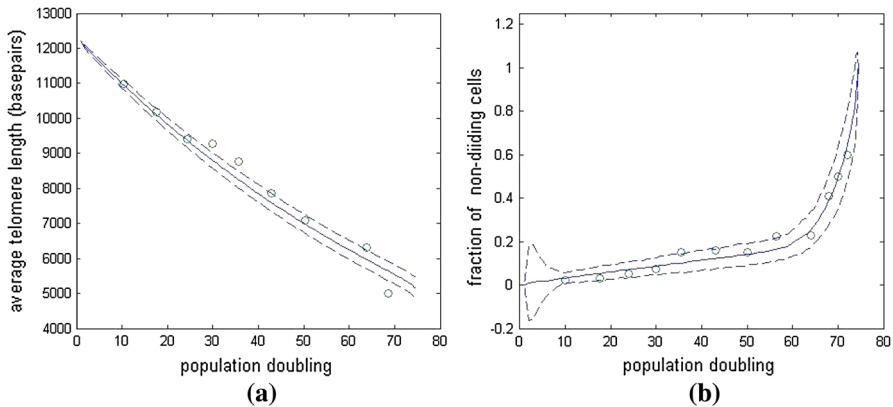 13000
12000
11000
10000
9000
8000
7000
6000
5000
4000
0 10 20 30 40 50 60 70 80
average telomere length (basepairs)
population doubling
(a)
1.2
1
0.8
0.6
0.4
0.2
0
-0.2
0 10 20 30 40 50 60 70 80
fraction of non-diiding cells
population doubling
(b)